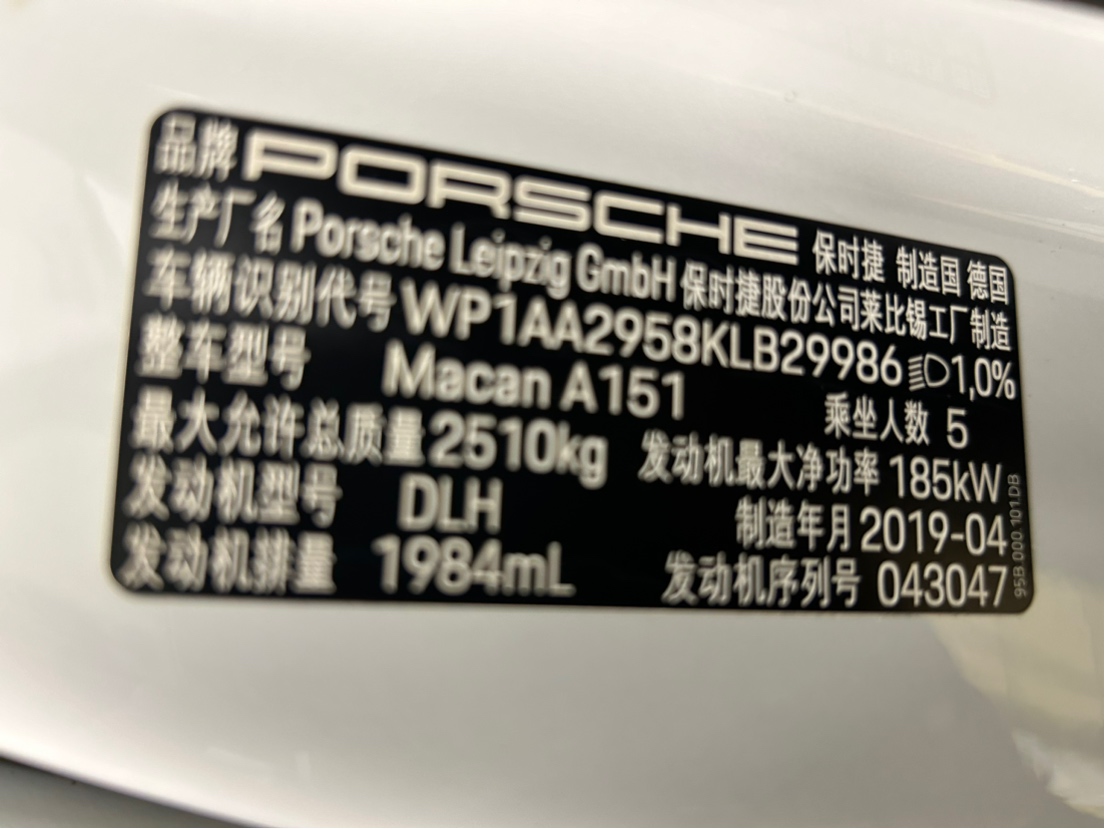 品牌 PORSCHE 保时捷 制造国 德国
生产厂名 Porsche Leipzig GmbH 保时捷股份公司莱比锡工厂制造
车辆识别代号 WP1AA2958KLB29986 1,0%
整车型号 Macan A151 乘坐人数 5
最大允许总质量 2510kg 发动机最大净功率 185kW
发动机型号 DLH 制造年月 2019-04
发动机排量 1984mL 发动机序列号 043047
95B.000.101.DB